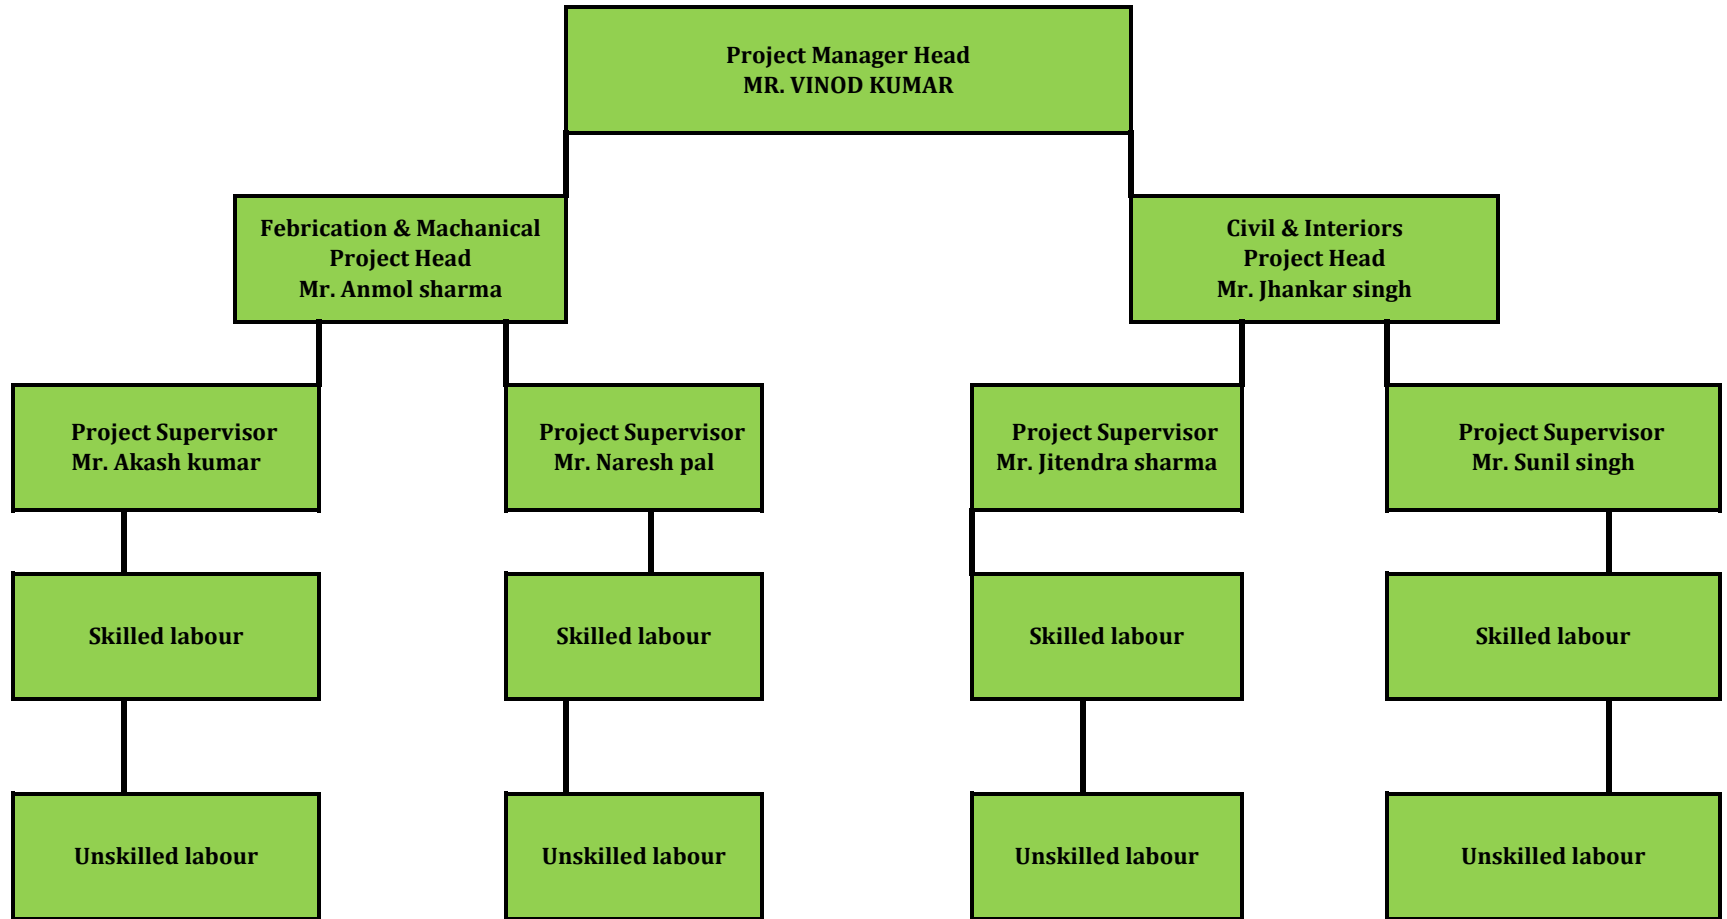 Project Manager Head
MR. VINOD KUMAR
Febrication & Machanical
Project Head
Mr. Anmol sharma
Civil & Interiors
Project Head
Mr. Jhankar singh
Project Supervisor
Mr. Akash kumar
Project Supervisor
Mr. Naresh pal
Project Supervisor
Mr. Jitendra sharma
Project Supervisor
Mr. Sunil singh
Skilled labour
Skilled labour
Skilled labour
Skilled labour
Unskilled labour
Unskilled labour
Unskilled labour
Unskilled labour